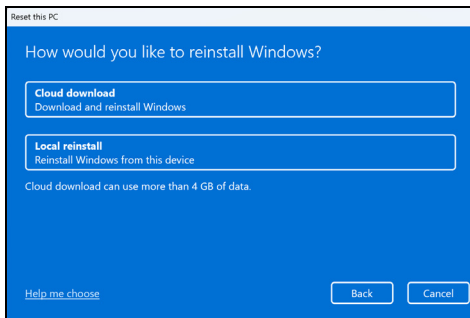 Reset this PC
How would you like to reinstall Windows?
Cloud download
Download and reinstall Windows
Local reinstall
Reinstall Windows from this device
Cloud download can use more than 4 GB of data.
Help me choose
Back
Cancel